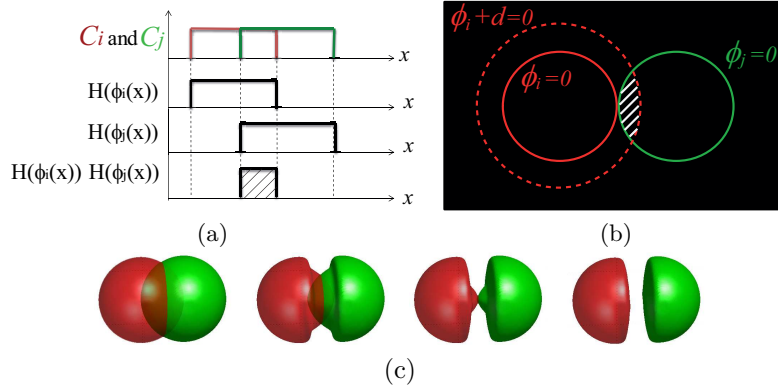 Ci and Cj
x
H(ϕi(x))
x
H(ϕj(x))
x
H(ϕi(x)) H(ϕj(x))
x
(a)
ϕi+d=0
ϕi=0
ϕj=0
(b)
(c)